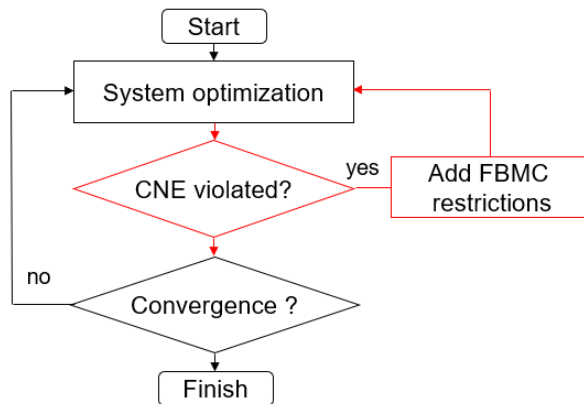 Start
System optimization
CNE violated?
yes
Add FBMC
restrictions
no
Convergence ?
Finish